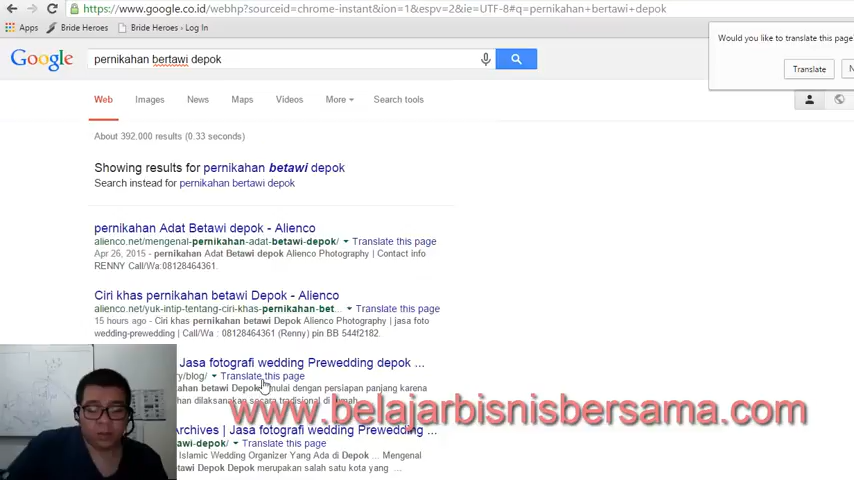 https://www.google.co.id/webhp?sourceid=chrome-instant&ion=1&espv=2&ie=UTF-8#q=pernikahan+bertawi+depok
Apps Bride Heroes Bride Heroes › Log In
Would you like to translate this page?
Translate N
Google pernikahan bertawi depok
Web Images News Maps Videos More Search tools
About 392.000 results (0.33 seconds)
Showing results for pernikahan betawi depok
Search instead for pernikahan bertawi depok
pernikahan Adat Betawi depok - Alienco
alienco.net/mengenal-pernikahan-adat-betawi-depok/ Translate this page
Apr 26, 2015 - pernikahan Adat Betawi depok Alienco Photography | Contact info
RENNY Call/Wa:08128464361.
Ciri khas pernikahan betawi Depok - Alienco
alienco.net/yuk-intip-tentang-ciri-khas-pernikahan-bet... Translate this page
15 hours ago - Ciri khas pernikahan betawi Depok Alienco Photography | jasa foto
wedding-prewedding | Call/Wa : 08128464361 (Renny) pin BB 544f2182.
Jasa fotografi wedding Prewedding depok ...
ry/blog/ Translate this page
kahan betawi Depok mulai dengan persiapan panjang karena
an dilaksanakan secara tradisional di
www.belajarbisnisbersama.com
Archives | Jasa fotografi wedding Prewedding ...
awi-depok/ Translate this page
Islamic Wedding Organizer Yang Ada di Depok ... Mengenal
etawi Depok Depok merupakan salah satu kota yang ...